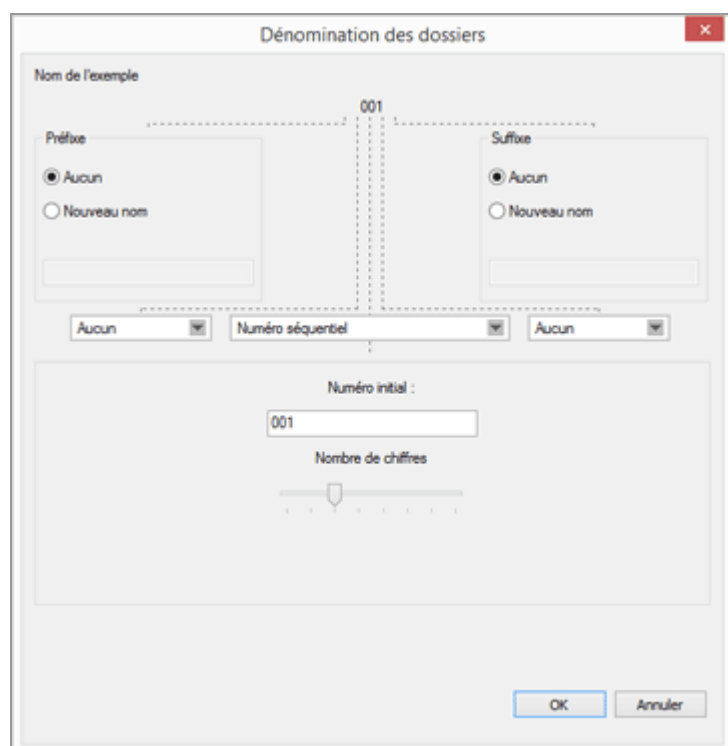 Dénomination des dossiers
Nom de l'exemple
001
Préfixe
Suffixe
Aucun
Aucun
Nouveau nom
Nouveau nom
Aucun
Numéro séquentiel
Aucun
Numéro initial :
001
Nombre de chiffres
OK
Annuler